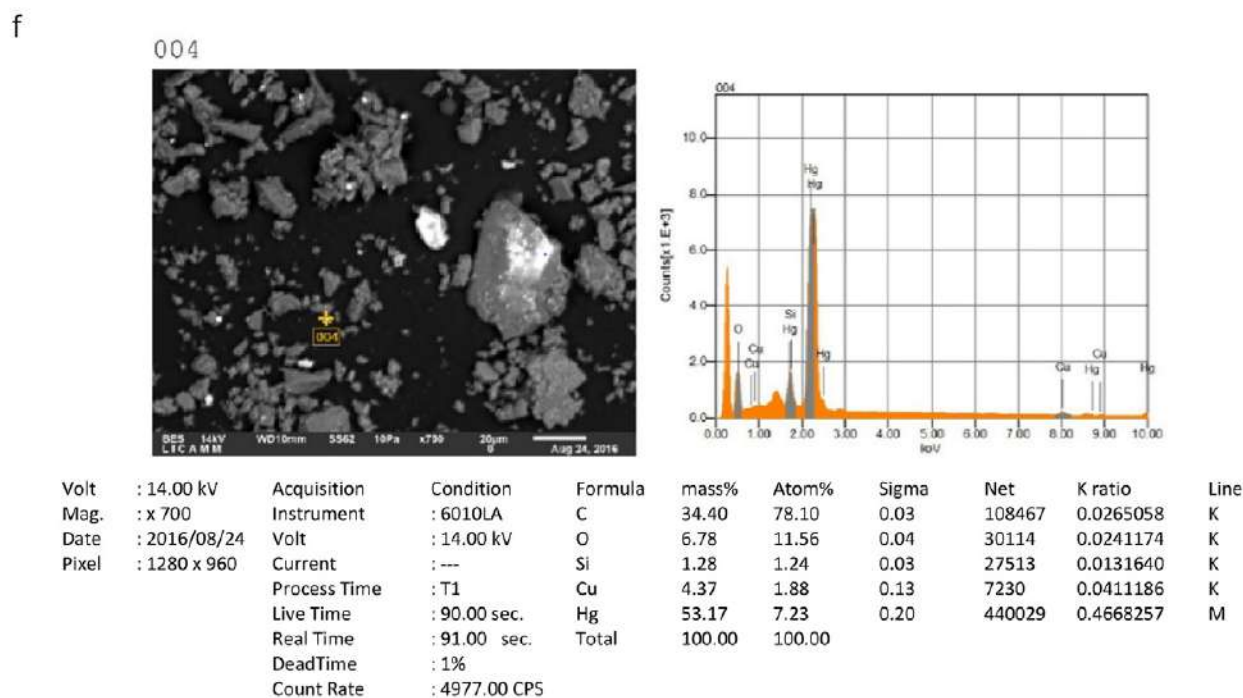 f
004
004
BES 14kV WD10mm SS62 10Pa x700 20μm
LTCAMM 0 Aug 24, 2016
004
Counts[x1.E+3]
10.0
8.0
6.0
4.0
2.0
0.0
Hg
Hg
O
Si
Hg
Hg
Cu
Cu
Cu
Cu
Hg
Hg
0.00 1.00 2.00 3.00 4.00 5.00 6.00 7.00 8.00 9.00 10.00
keV
Volt : 14.00 kV Acquisition Condition Formula mass% Atom% Sigma Net K ratio Line
Mag. : x 700 Instrument : 6010LA C 34.40 78.10 0.03 108467 0.0265058 K
Date : 2016/08/24 Volt : 14.00 kV O 6.78 11.56 0.04 30114 0.0241174 K
Pixel : 1280 x 960 Current : --- Si 1.28 1.24 0.03 27513 0.0131640 K
Process Time : T1 Cu 4.37 1.88 0.13 7230 0.0411186 K
Live Time : 90.00 sec. Hg 53.17 7.23 0.20 440029 0.4668257 M
Real Time : 91.00 sec. Total 100.00 100.00
DeadTime : 1%
Count Rate : 4977.00 CPS